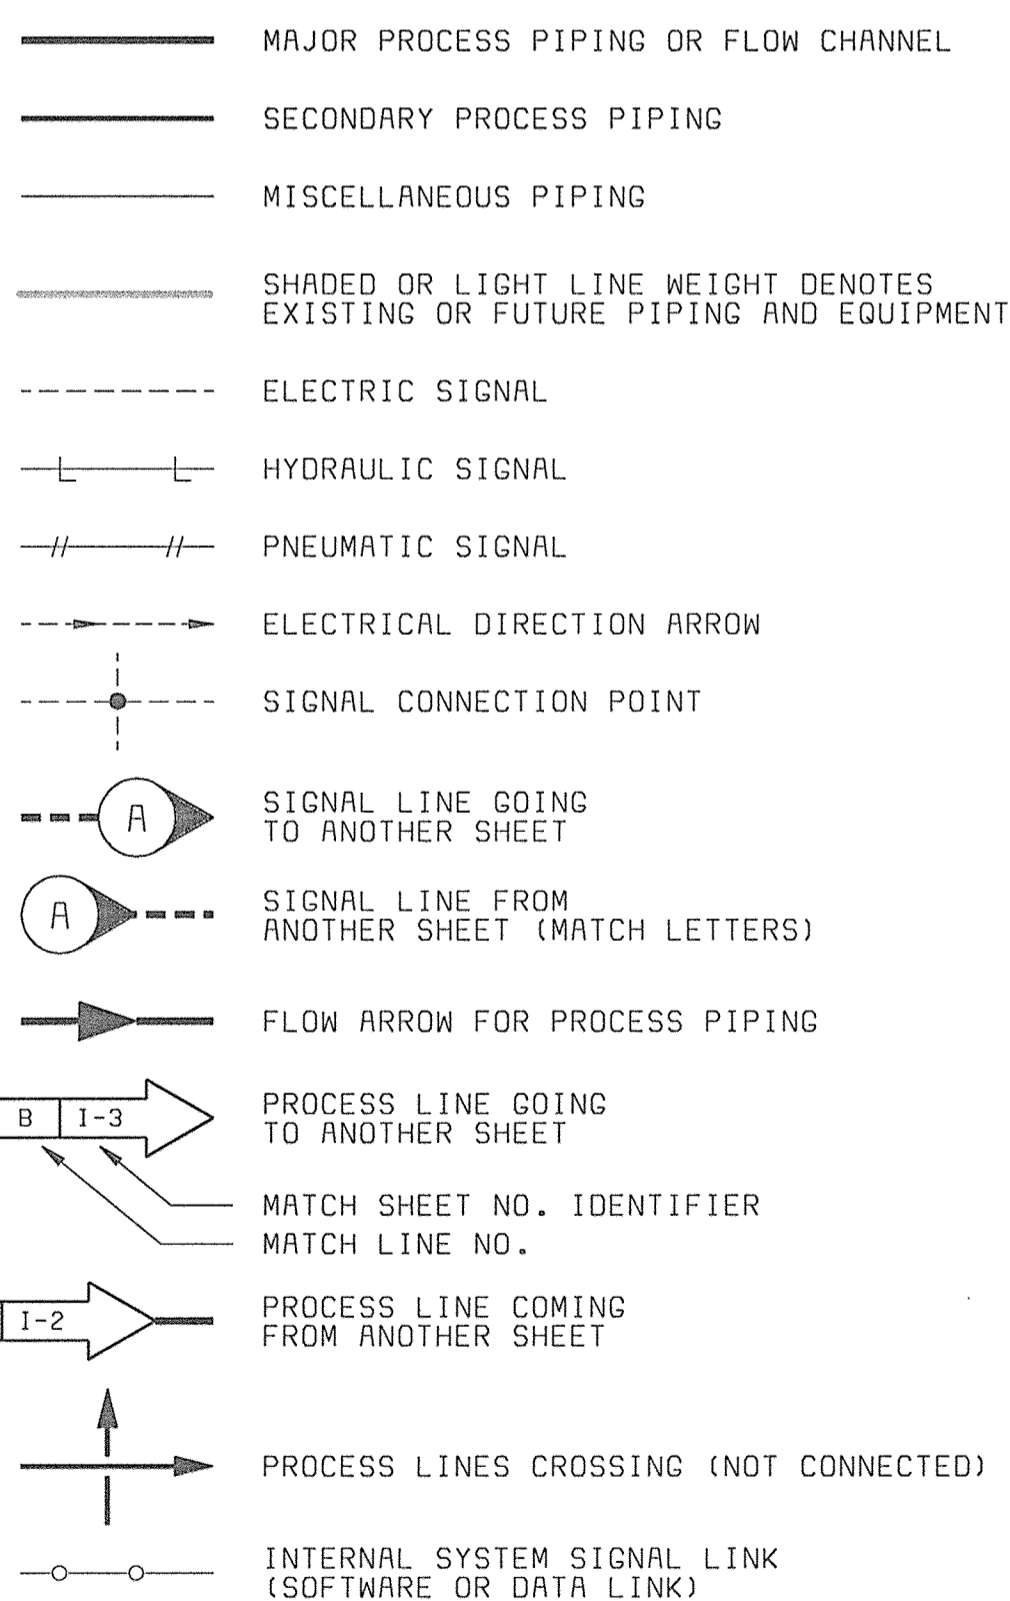 MAJOR PROCESS PIPING OR FLOW CHANNEL
SECONDARY PROCESS PIPING
MISCELLANEOUS PIPING
SHADED OR LIGHT LINE WEIGHT DENOTES
EXISTING OR FUTURE PIPING AND EQUIPMENT
ELECTRIC SIGNAL
HYDRAULIC SIGNAL
PNEUMATIC SIGNAL
ELECTRICAL DIRECTION ARROW
SIGNAL CONNECTION POINT
A
SIGNAL LINE GOING
TO ANOTHER SHEET
A
SIGNAL LINE FROM
ANOTHER SHEET (MATCH LETTERS)
FLOW ARROW FOR PROCESS PIPING
B I-3
PROCESS LINE GOING
TO ANOTHER SHEET
MATCH SHEET NO. IDENTIFIER
MATCH LINE NO.
I-2
PROCESS LINE COMING
FROM ANOTHER SHEET
PROCESS LINES CROSSING (NOT CONNECTED)
INTERNAL SYSTEM SIGNAL LINK
(SOFTWARE OR DATA LINK)